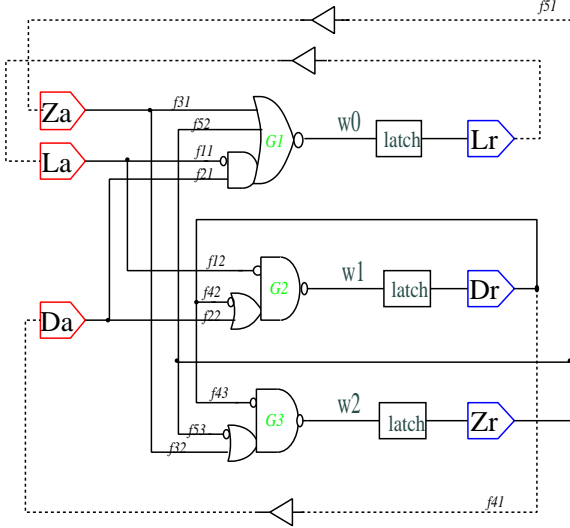 f51
Za f31
f52
w0
G1 latch Lr
La f11
f21
f12
w1
G2 latch Dr
f42
Da f22
f43
w2
G3 latch Zr
f53
f32
f41